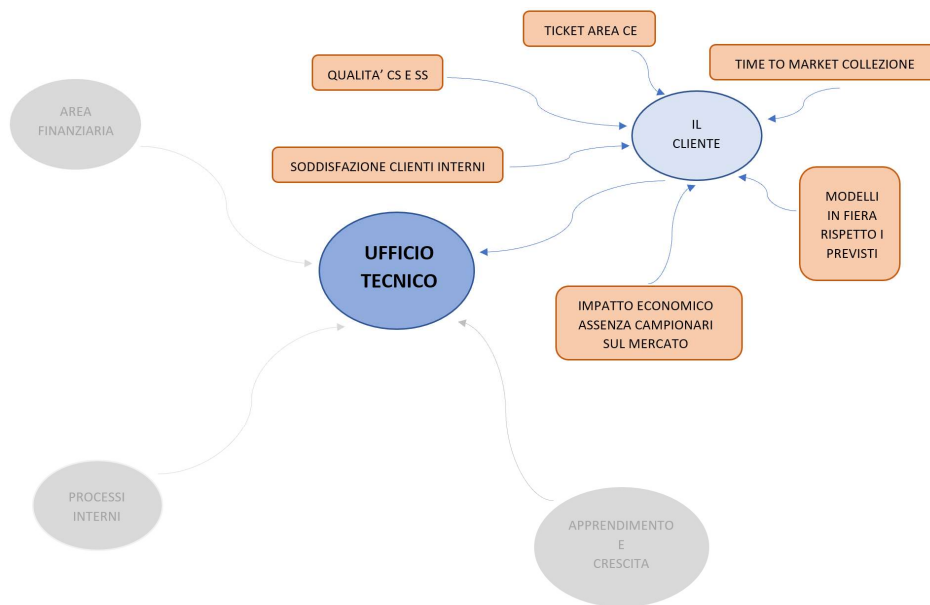 TICKET AREA CE
TIME TO MARKET COLLEZIONE
QUALITA’ CS E SS
AREA
FINANZIARIA
IL
CLIENTE
SODDISFAZIONE CLIENTI INTERNI
MODELLI
IN FIERA
RISPETTO I
PREVISTI
UFFICIO
TECNICO
IMPATTO ECONOMICO
ASSENZA CAMPIONARI
SUL MERCATO
PROCESSI
INTERNI
APPRENDIMENTO
E
CRESCITA